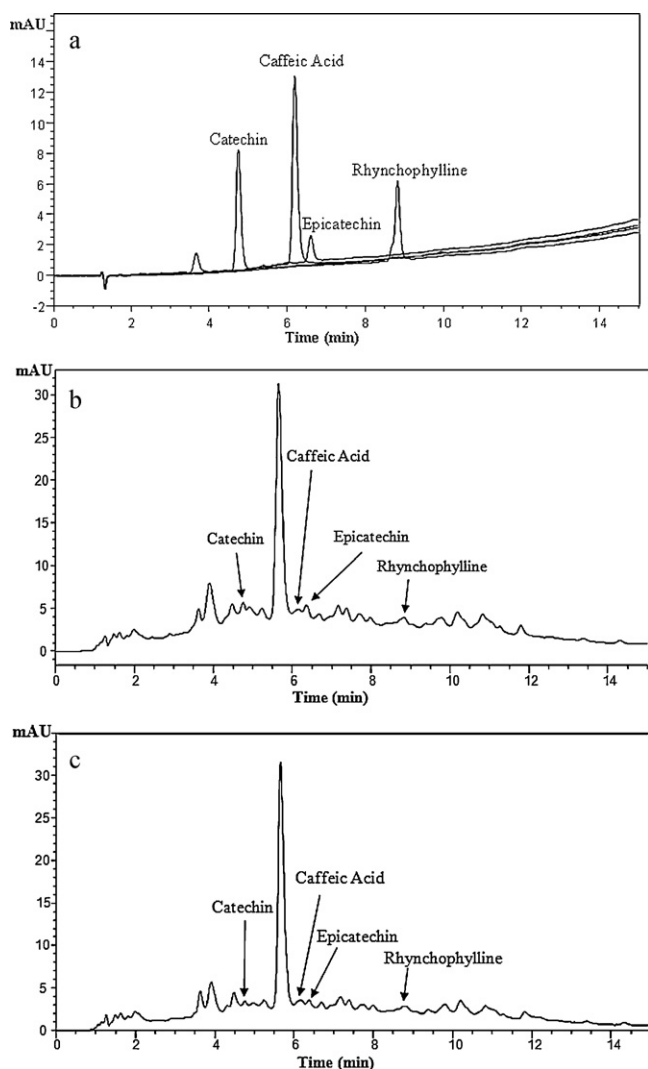 mAU
a
14
12
10
8
6
4
2
0
-2
Caffeic Acid
Catechin
Rhynchophylline
Epicatechin
0 4 6 8 10 12 14
Time (min)
mAU
b
30
25
20
15
10
5
0
Caffeic Acid
Catechin
Epicatechin
Rhynchophylline
0 2 4 6 8 10 12 14
Time (min)
mAU
c
30
25
20
15
10
5
0
Caffeic Acid
Catechin
Epicatechin
Rhynchophylline
0 2 4 6 8 10 12 14
Time (min)